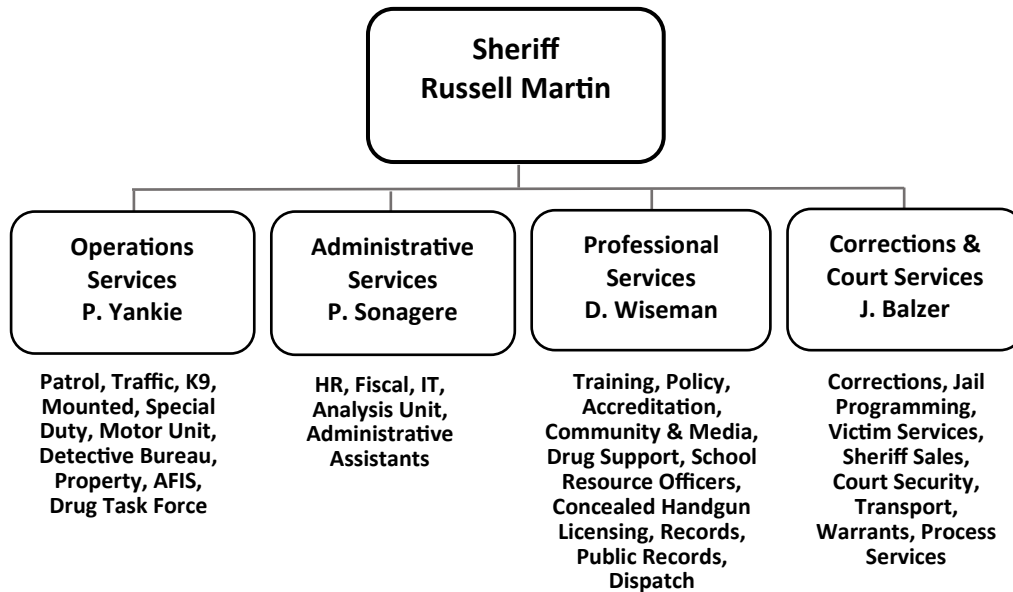 Sheriff
Russell Martin
Operations
Services
P. Yankie
Administrative
Services
P. Sonagere
Professional
Services
D. Wiseman
Corrections &
Court Services
J. Balzer
Patrol, Traffic, K9,
Mounted, Special
Duty, Motor Unit,
Detective Bureau,
Property, AFIS,
Drug Task Force
HR, Fiscal, IT,
Analysis Unit,
Administrative
Assistants
Training, Policy,
Accreditation,
Community & Media,
Drug Support, School
Resource Officers,
Concealed Handgun
Licensing, Records,
Public Records,
Dispatch
Corrections, Jail
Programming,
Victim Services,
Sheriff Sales,
Court Security,
Transport,
Warrants, Process
Services